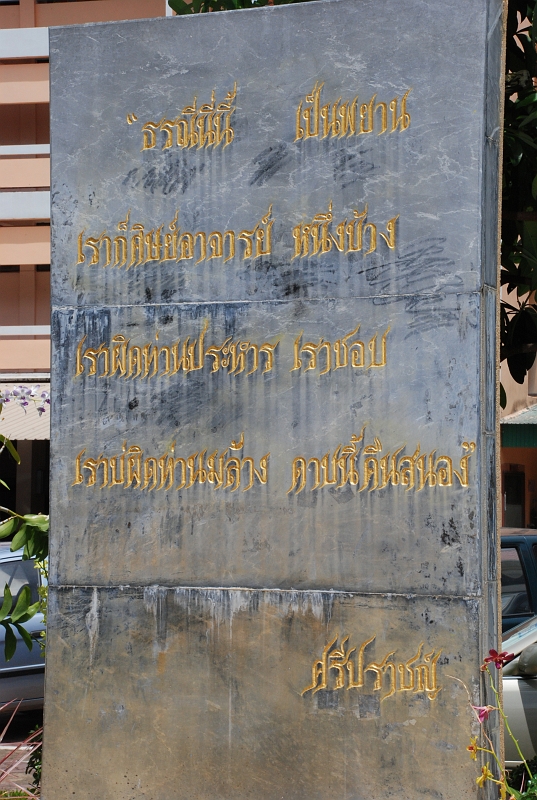 “ธรณีนี่นี้ เป็นพยาน
เราก็ศิษย์อาจารย์ หนึ่งบ้าง
เราผิดท่านประหาร เราชอบ
เราบ่ผิดท่านมล้าง ดาบนี้คืนสนอง”
ศรีปราชญ์